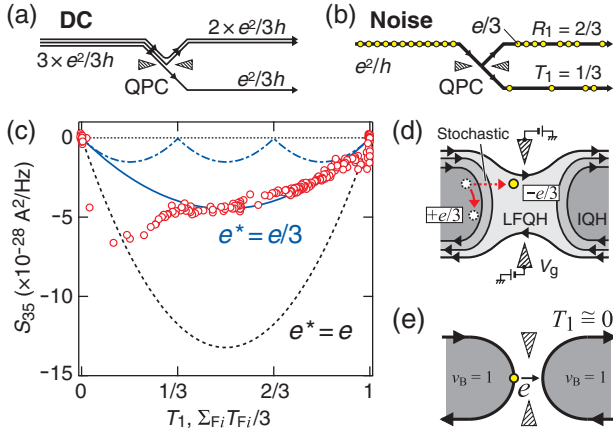 (a) DC
2 × e²/3h
3 × e²/3h
QPC
e²/3h
(b) Noise
e/3
R₁ = 2/3
e²/h
QPC
T₁ = 1/3
(c)
0
−5
−10
−15
S₃₅ (×10⁻²⁸ A²/Hz)
e* = e/3
e* = e
0 1/3 2/3 1
T₁, Σ_Fi T_Fi/3
(d)
Stochastic
−e/3
+e/3
LFQH
IQH
V_g
(e)
T₁ ≅ 0
ν_B = 1
e
ν_B = 1